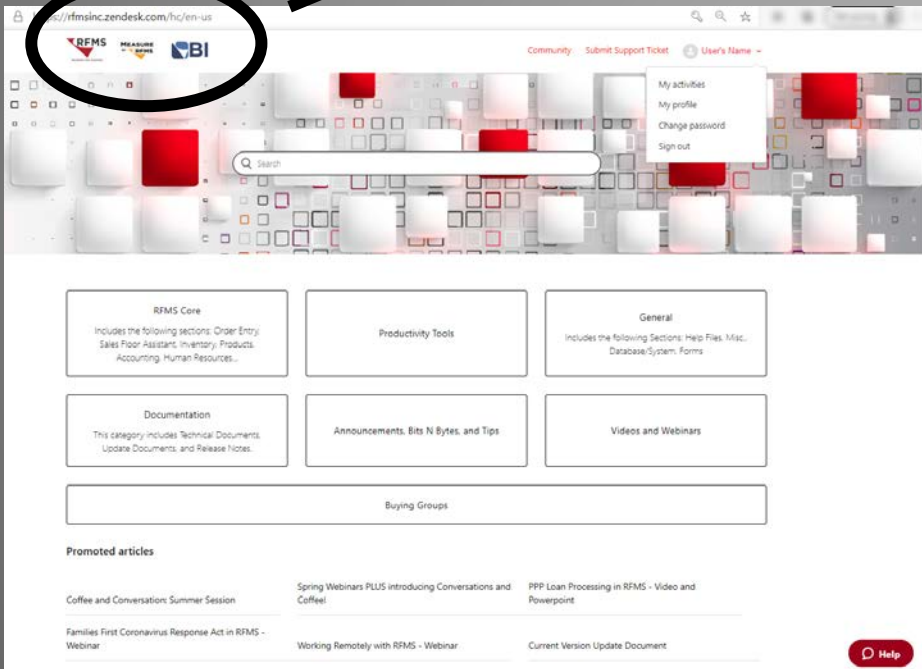 ://rfmsinc.zendesk.com/hc/en-us
RFMS
MEASURE
BY RFMS
BI
Community Submit Support Ticket User's Name
My activities
My profile
Change password
Sign out
Search
RFMS Core
Includes the following sections: Order Entry,
Sales Floor Assistant, Inventory, Products,
Accounting, Human Resources...
Productivity Tools
General
Includes the following Sections: Help Files, Misc.,
Database/System, Forms
Documentation
This category includes Technical Documents,
Update Documents, and Release Notes.
Announcements, Bits N Bytes, and Tips
Videos and Webinars
Buying Groups
Promoted articles
Coffee and Conversation: Summer Session
Spring Webinars PLUS introducing Conversations and
Coffee!
PPP Loan Processing in RFMS - Video and
Powerpoint
Families First Coronavirus Response Act in RFMS -
Webinar
Working Remotely with RFMS - Webinar
Current Version Update Document
Help